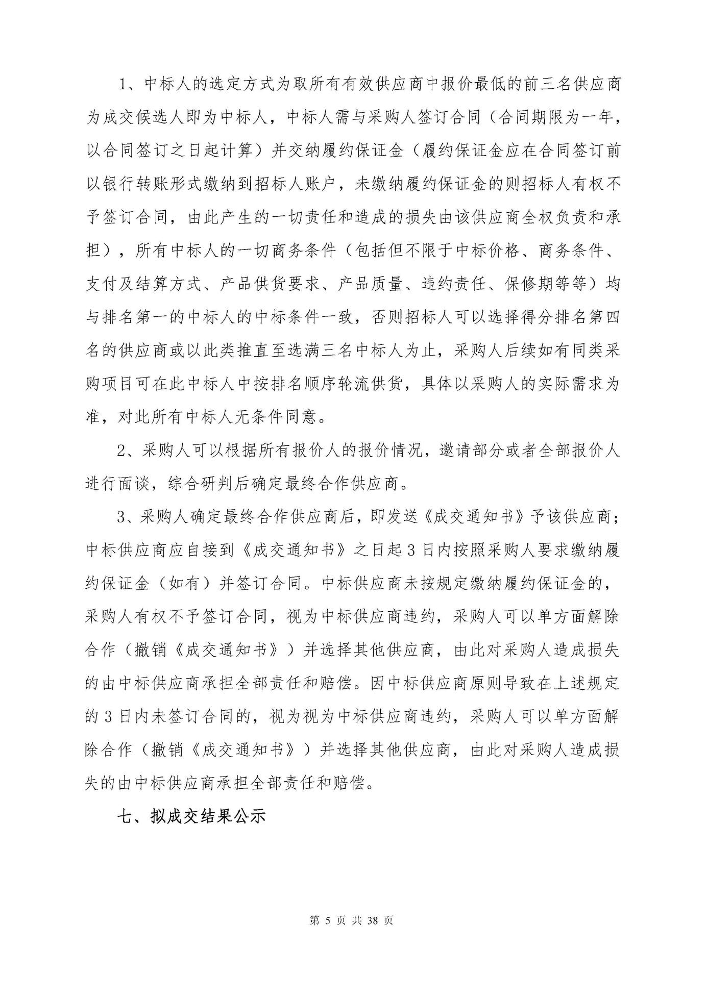 1、中标人的选定方式为取所有有效供应商中报价最低的前三名供应商
为成交候选人即为中标人，中标人需与采购人签订合同（合同期限为一年，
以合同签订之日起计算）并交纳履约保证金（履约保证金应在合同签订前
以银行转账形式缴纳到招标人账户，未缴纳履约保证金的则招标人有权不
予签订合同，由此产生的一切责任和造成的损失由该供应商全权负责和承
担），所有中标人的一切商务条件（包括但不限于中标价格、商务条件、
支付及结算方式、产品供货要求、产品质量、违约责任、保修期等等）均
与排名第一的中标人的中标条件一致，否则招标人可以选择得分排名第四
名的供应商或以此类推直至选满三名中标人为止，采购人后续如有同类采
购项目可在此中标人中按排名顺序轮流供货，具体以采购人的实际需求为
准，对此所有中标人无条件同意。
2、采购人可以根据所有报价人的报价情况，邀请部分或者全部报价人
进行面谈，综合研判后确定最终合作供应商。
3、采购人确定最终合作供应商后，即发送《成交通知书》予该供应商；
中标供应商应自接到《成交通知书》之日起 3 日内按照采购人要求缴纳履
约保证金（如有）并签订合同。中标供应商未按规定缴纳履约保证金的，
采购人有权不予签订合同，视为中标供应商违约，采购人可以单方面解除
合作（撤销《成交通知书》）并选择其他供应商，由此对采购人造成损失
的由中标供应商承担全部责任和赔偿。因中标供应商原则导致在上述规定
的 3 日内未签订合同的，视为视为中标供应商违约，采购人可以单方面解
除合作（撤销《成交通知书》）并选择其他供应商，由此对采购人造成损
失的由中标供应商承担全部责任和赔偿。
七、拟成交结果公示
第 5 页 共 38 页